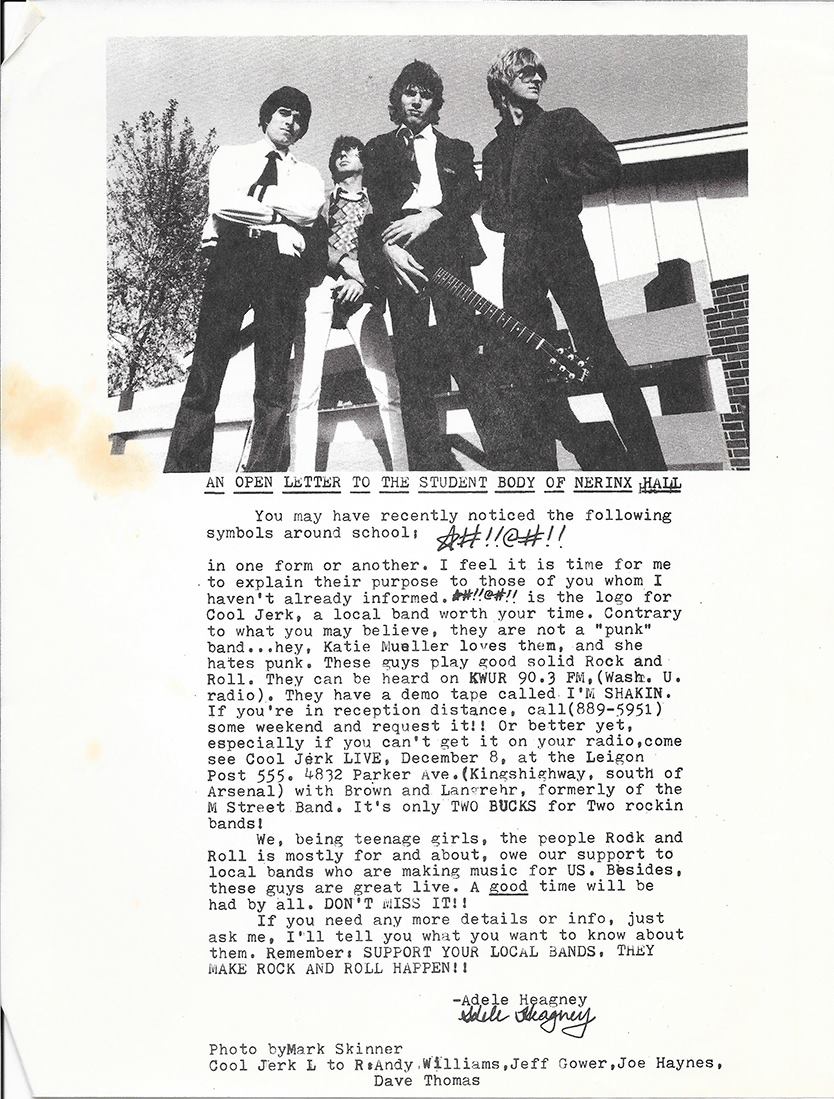 AN OPEN LETTER TO THE STUDENT BODY OF NERINX HALL
You may have recently noticed the following
symbols around school; A#!!@#!!
in one form or another. I feel it is time for me
to explain their purpose to those of you whom I
haven't already informed. A#!!@#!! is the logo for
Cool Jerk, a local band worth your time. Contrary
to what you may believe, they are not a "punk"
band...hey, Katie Mueller loves them, and she
hates punk. These guys play good solid Rock and
Roll. They can be heard on KWUR 90.3 FM,(Wash. U.
radio). They have a demo tape called I'M SHAKIN.
If you're in reception distance, call(889-5951)
some weekend and request it!! Or better yet,
especially if you can't get it on your radio,come
see Cool Jerk LIVE, December 8, at the Leigon
Post 555. 4832 Parker Ave.(Kingshighway, south of
Arsenal) with Brown and Langrehr, formerly of the
M Street Band. It's only TWO BUCKS for Two rockin
bands!
We, being teenage girls, the people Rock and
Roll is mostly for and about, owe our support to
local bands who are making music for US. Besides,
these guys are great live. A good time will be
had by all. DON'T MISS IT!!
If you need any more details or info, just
ask me, I'll tell you what you want to know about
them. Remember: SUPPORT YOUR LOCAL BANDS, THEY
MAKE ROCK AND ROLL HAPPEN!!
-Adele Heagney
Adele Heagney
Photo byMark Skinner
Cool Jerk L to R:Andy Williams,Jeff Gower,Joe Haynes,
Dave Thomas